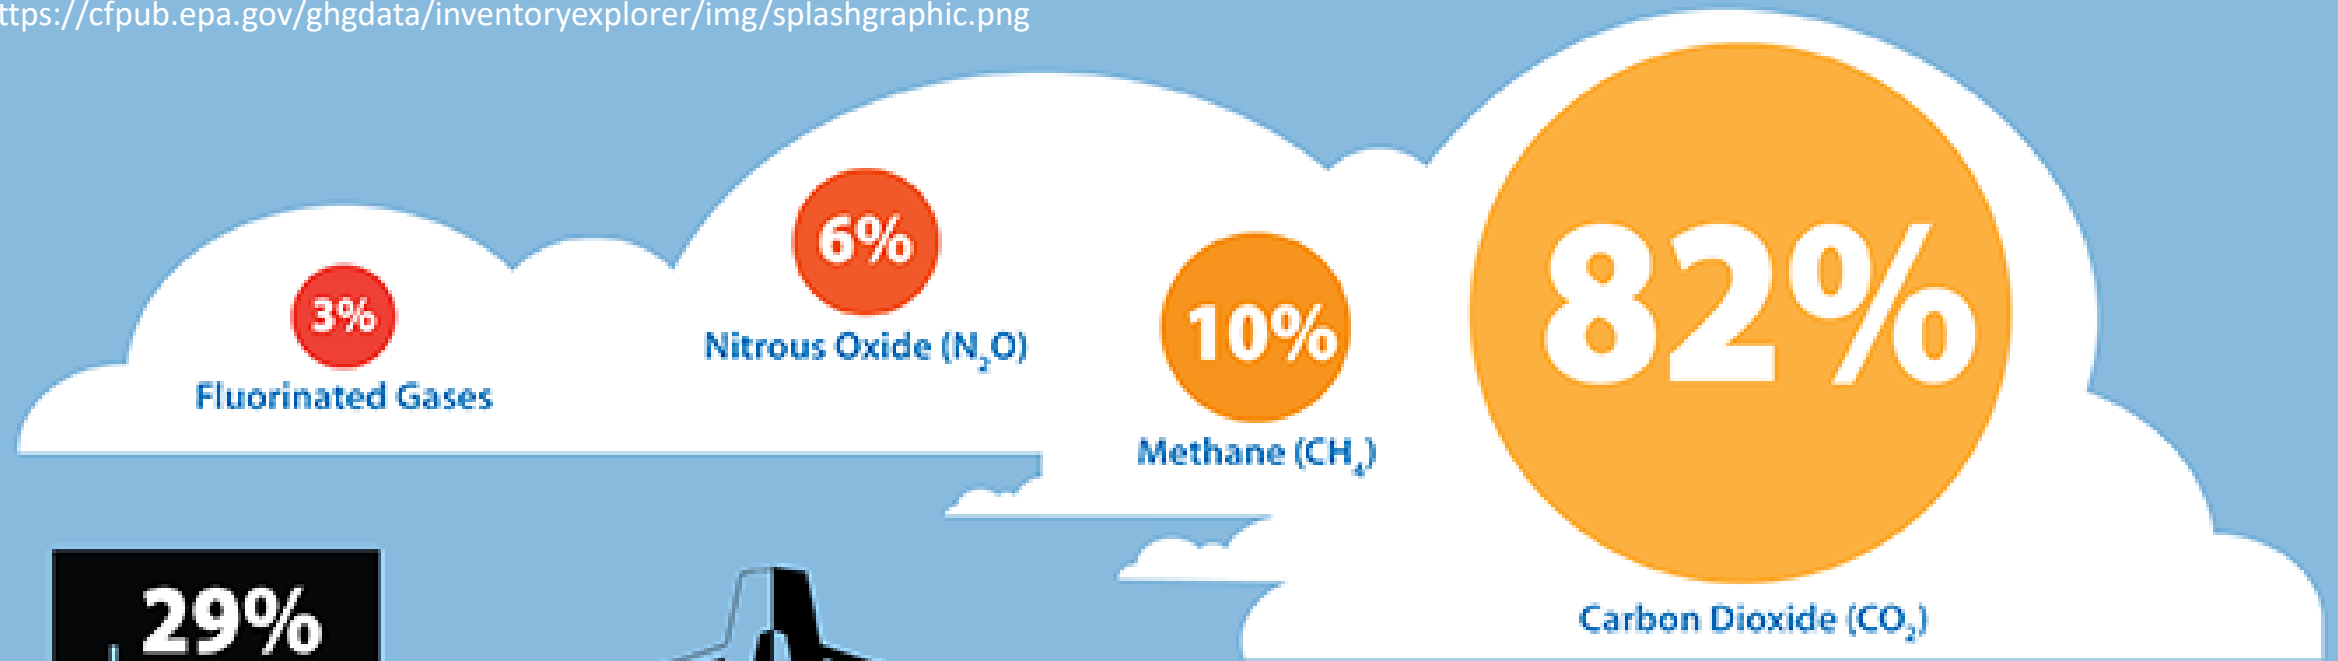 ttps://cfpub.epa.gov/ghgdata/inventoryexplorer/img/splashgraphic.png
3%
Fluorinated Gases
6%
Nitrous Oxide (N₂O)
10%
Methane (CH₄)
82%
Carbon Dioxide (CO₂)
29%